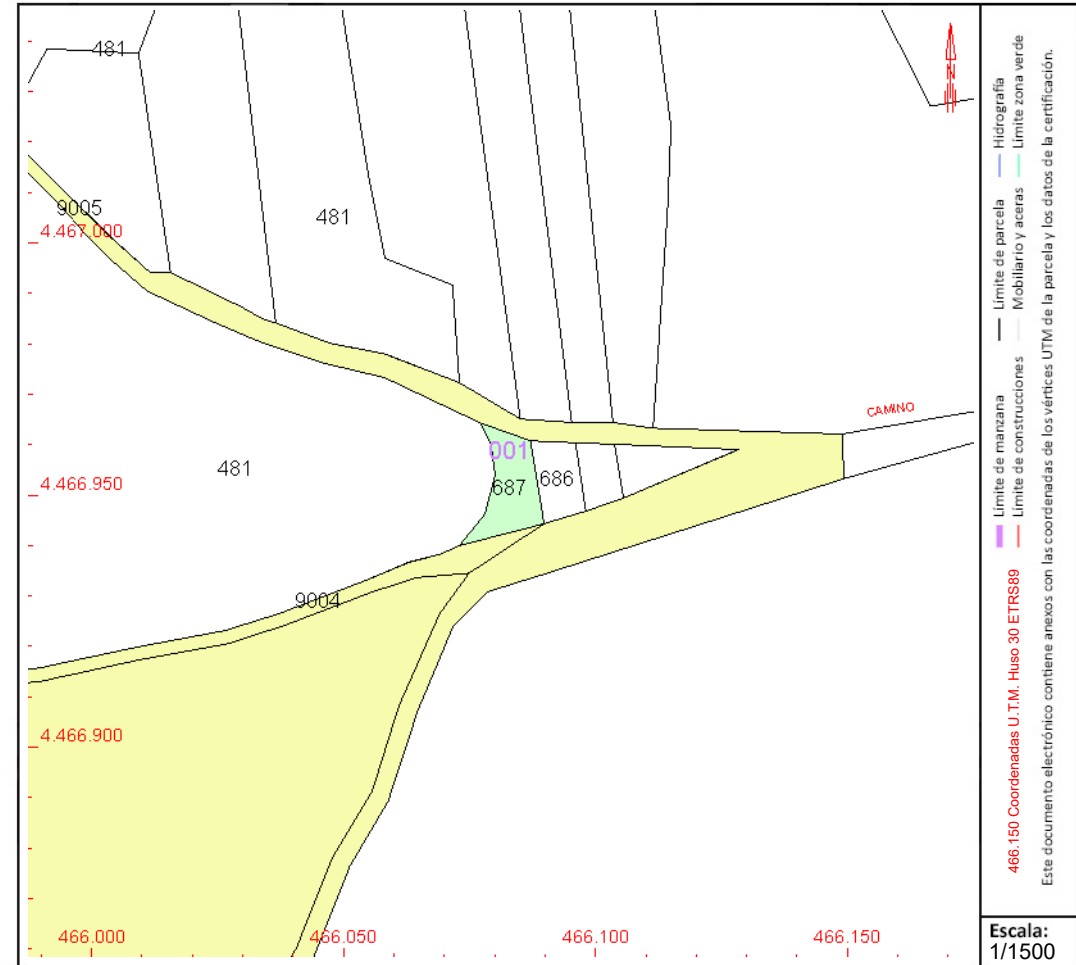 481
9005
481
4.467.000
CAMINO
001
481
686
4.466.950
687
9004
4.466.900
466.000
466.050
466.100
466.150
N
Límite de manzana
Límite de parcela
Hidrografía
Límite de construcciones
Mobiliario y aceras
Límite zona verde
466.150 Coordenadas U.T.M. Huso 30 ETRS89
Este documento electrónico contiene anexos con las coordenadas de los vértices UTM de la parcela y los datos de la certificación.
Escala:
1/1500